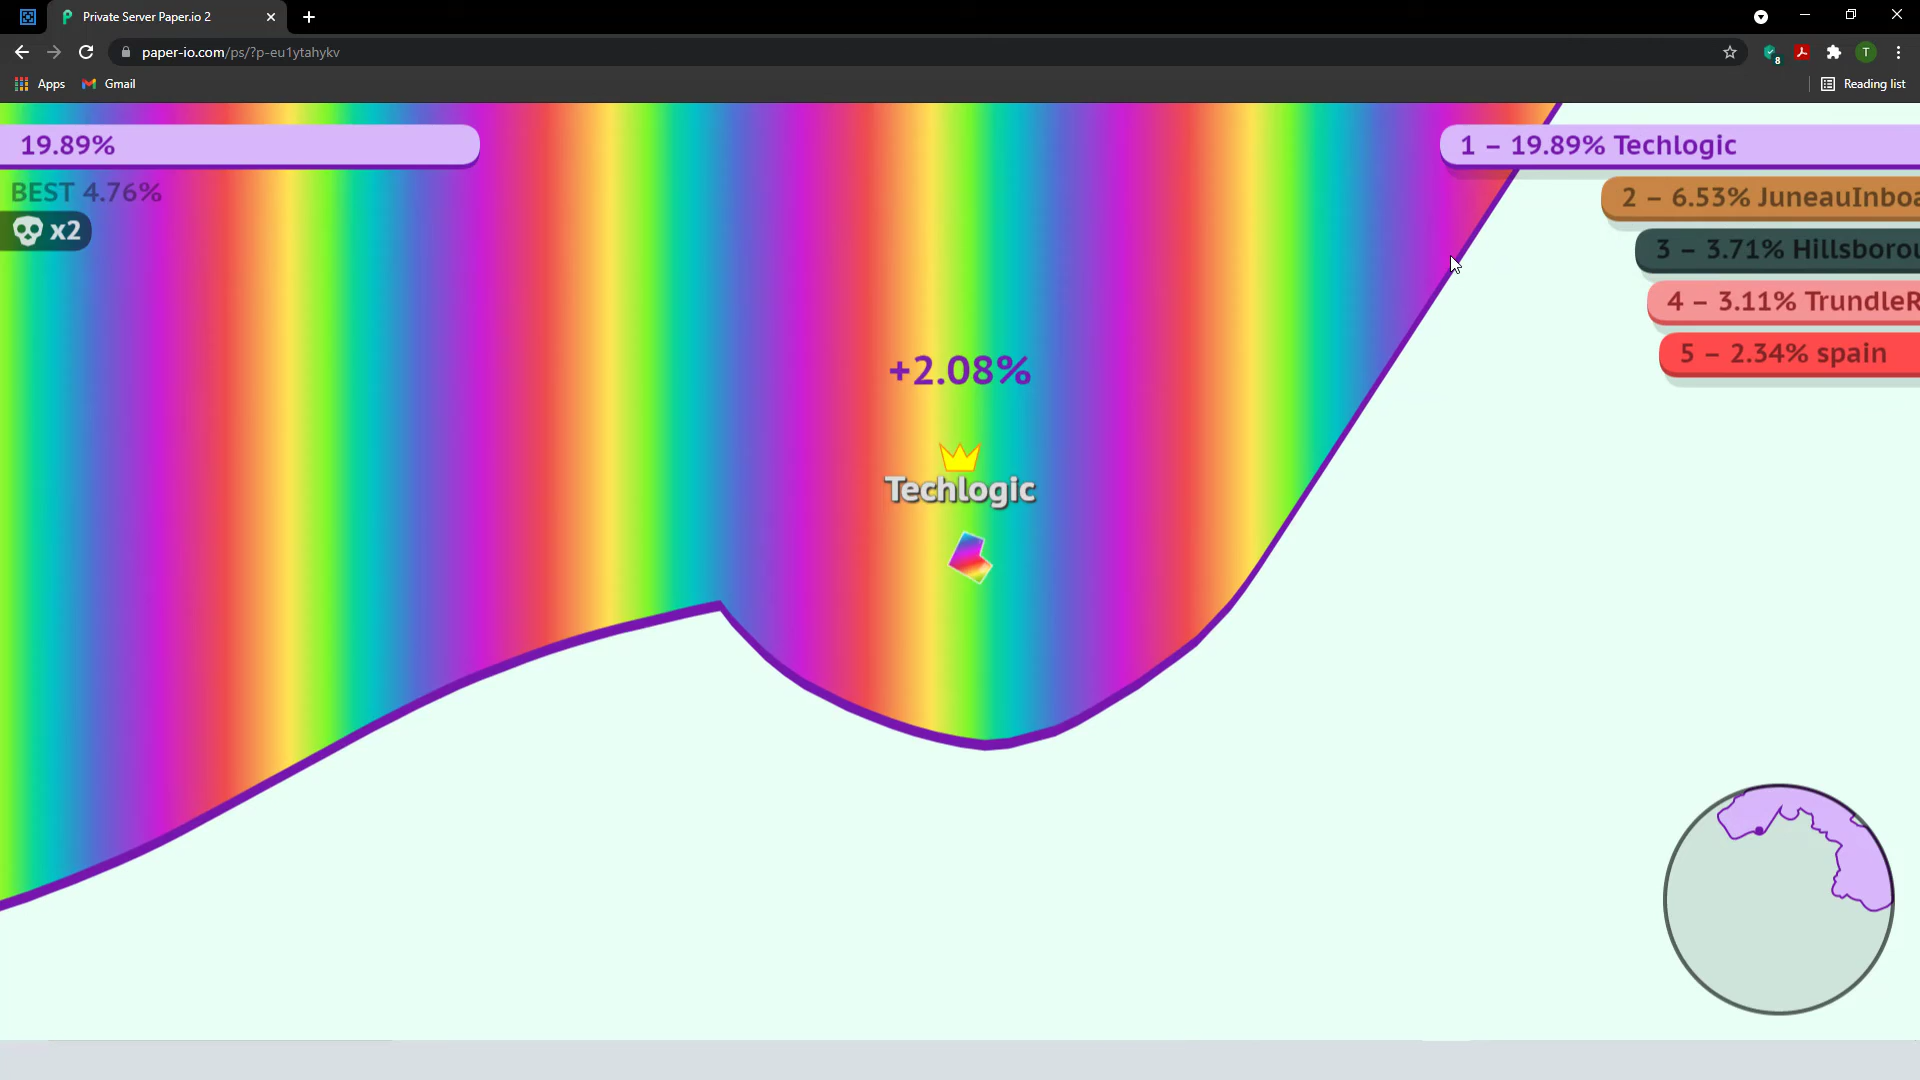 Private Server Paper.io 2
paper-io.com/ps/?p-eu1ytahykv
8
T
Apps
Gmail
Reading list
19.89%
BEST 4.76%
x2
1 – 19.89% Techlogic
2 – 6.53% JuneauInboa
3 – 3.71% Hillsborou
4 – 3.11% TrundleR
5 – 2.34% spain
+2.08%
Techlogic